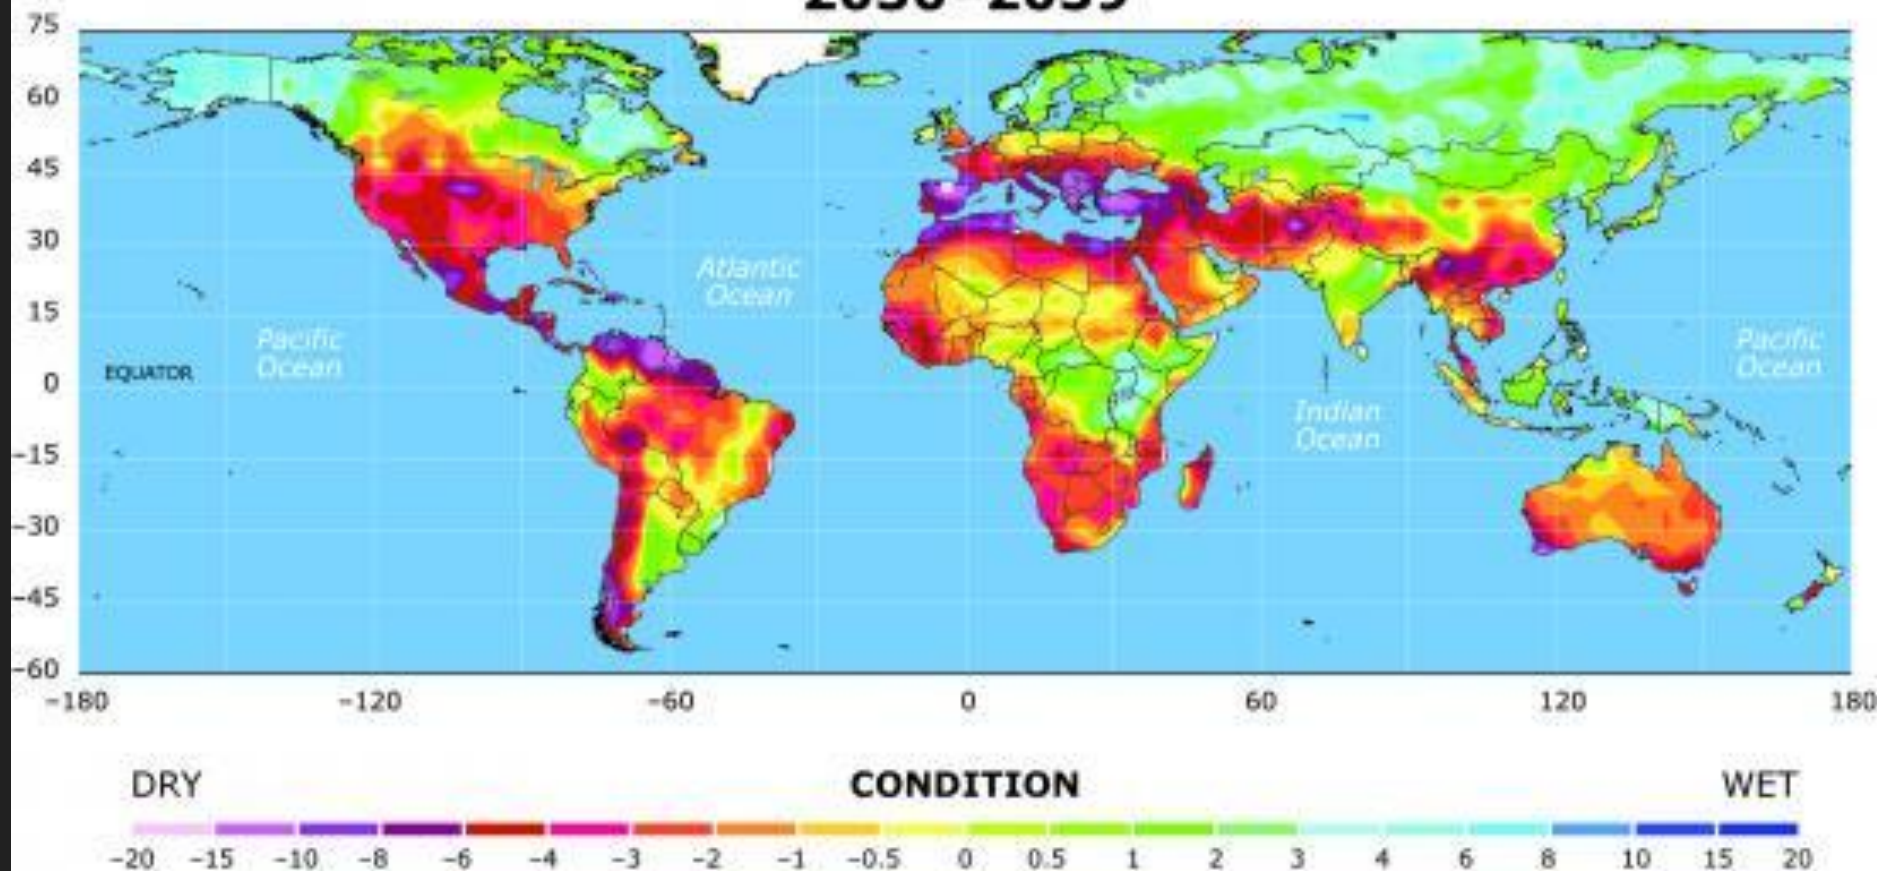 2030–2039
75
60
45
30
15
0
–15
–30
–45
–60
Atlantic
Ocean
Pacific
Ocean
EQUATOR
Indian
Ocean
Pacific
Ocean
–180 –120 –60 0 60 120 180
DRY CONDITION WET
–20 –15 –10 –8 –6 –4 –3 –2 –1 –0.5 0 0.5 1 2 3 4 6 8 10 15 20